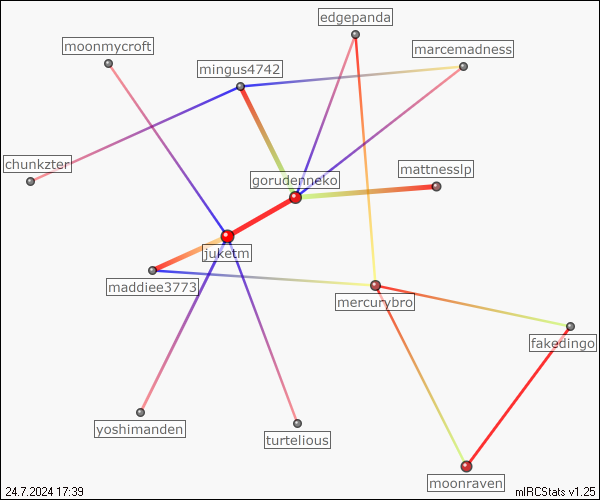 edgepanda
moonmycroft
marcemadness
mingus4742
chunkzter
mattnesslp
gorudenneko
juketm
maddiee3773
mercurybro
fakedingo
yoshimanden
turtelious
moonraven
24.7.2024 17:39
mIRCStats v1.25